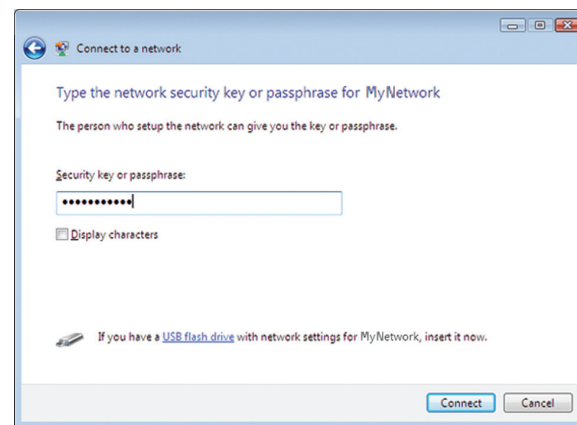 Connect to a network
Type the network security key or passphrase for MyNetwork
The person who setup the network can give you the key or passphrase.
Security key or passphrase:
•••••••••••
Display characters
If you have a USB flash drive with network settings for MyNetwork, insert it now.
Connect Cancel